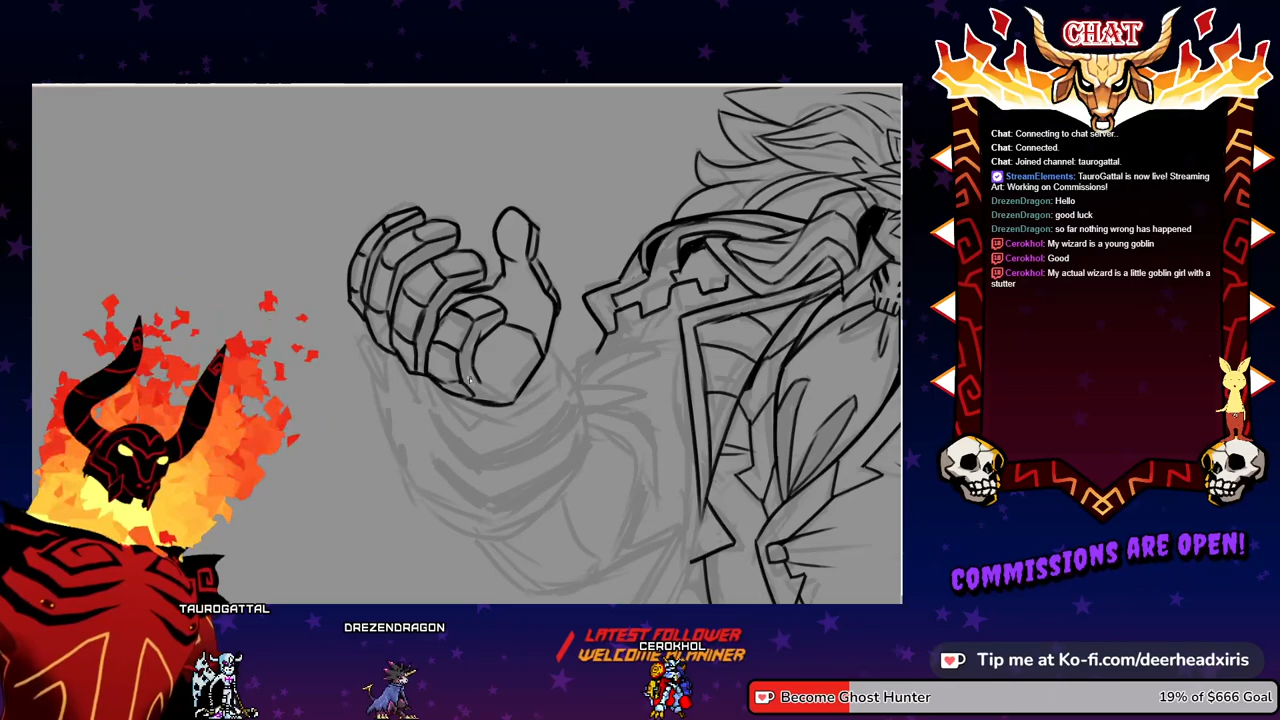 CHAT
Chat: Connecting to chat server..
Chat: Connected.
Chat: Joined channel: taurogattal.
StreamElements: TauroGattal is now live! Streaming
Art: Working on Commissions!
DrezenDragon: Hello
DrezenDragon: good luck
DrezenDragon: so far nothing wrong has happened
Cerokhol: My wizard is a young goblin
Cerokhol: Good
Cerokhol: My actual wizard is a little goblin girl with a
stutter
COMMISSIONS ARE OPEN!
TAUROGATTAL
DREZENDRAGON
LATEST FOLLOWER
CEROKHOL
WELCOME
Tip me at Ko-fi.com/deerheadxiris
Become Ghost Hunter
19% of $666 Goal